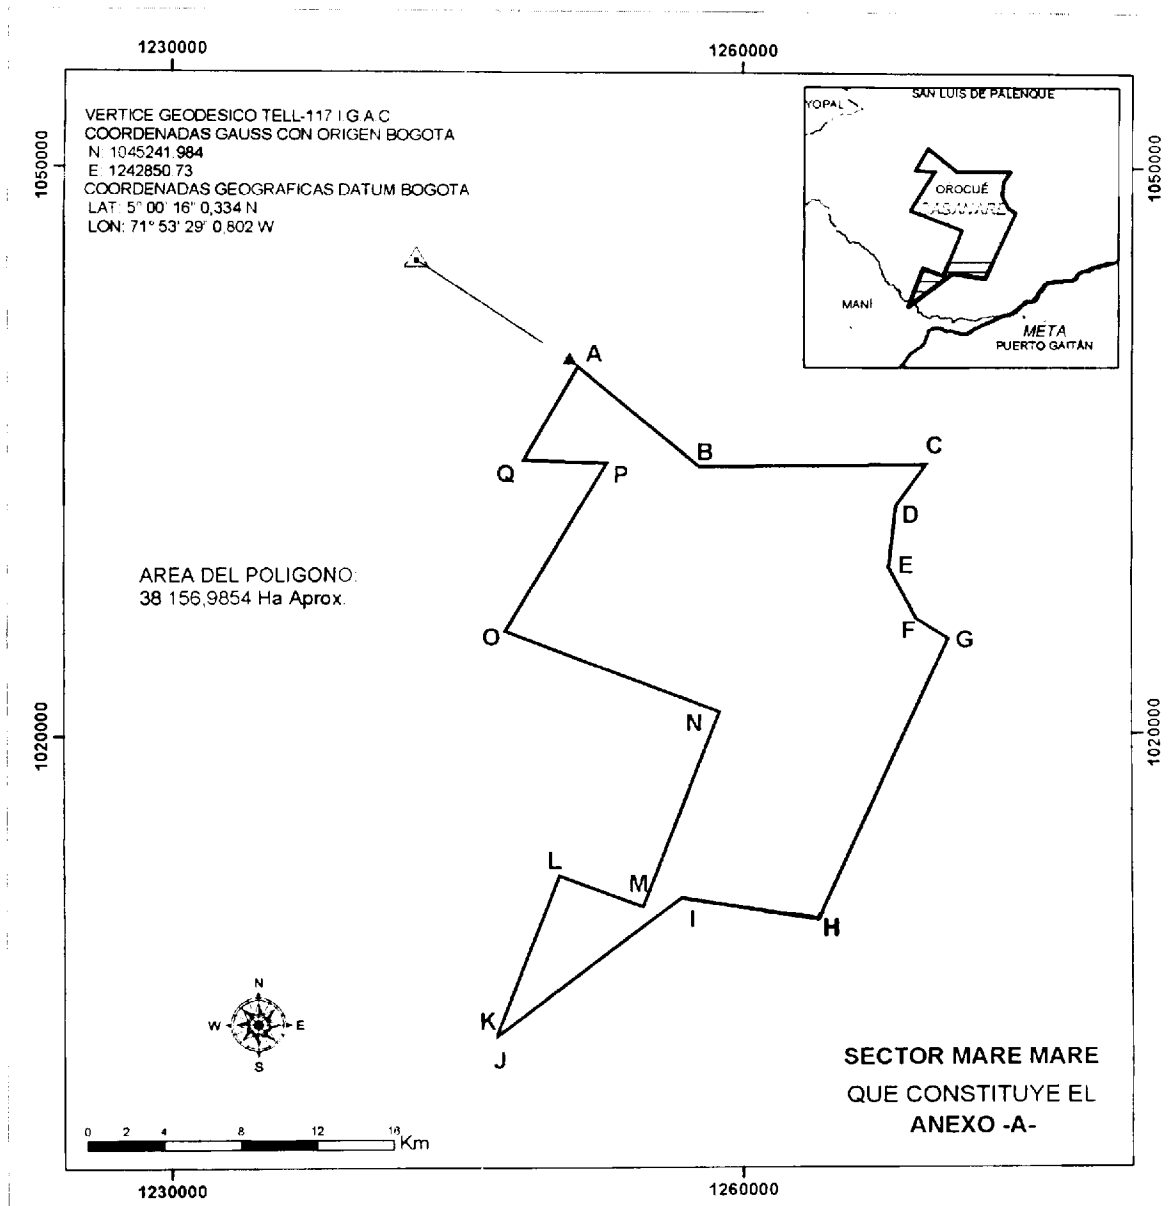 1230000
1260000
VERTICE GEODESICO TELL-117 I.G.A.C
COORDENADAS GAUSS CON ORIGEN BOGOTA
N: 1045241.984
E: 1242850.73
COORDENADAS GEOGRAFICAS DATUM BOGOTA
LAT: 5° 00' 16" 0,334 N
LON: 71° 53' 29" 0,802 W
1050000
1050000
YOPAL
SAN LUIS DE PALENQUE
OROCUÉ
CASANARE
MANÍ
META
PUERTO GAITÁN
A
B
C
Q
P
D
E
AREA DEL POLIGONO:
38 156,9854 Ha Aprox.
F
G
O
N
1020000
1020000
L
M
I
H
K
J
N
W
E
S
SECTOR MARE MARE
QUE CONSTITUYE EL
ANEXO -A-
0 2 4 8 12 16
Km
1230000
1260000